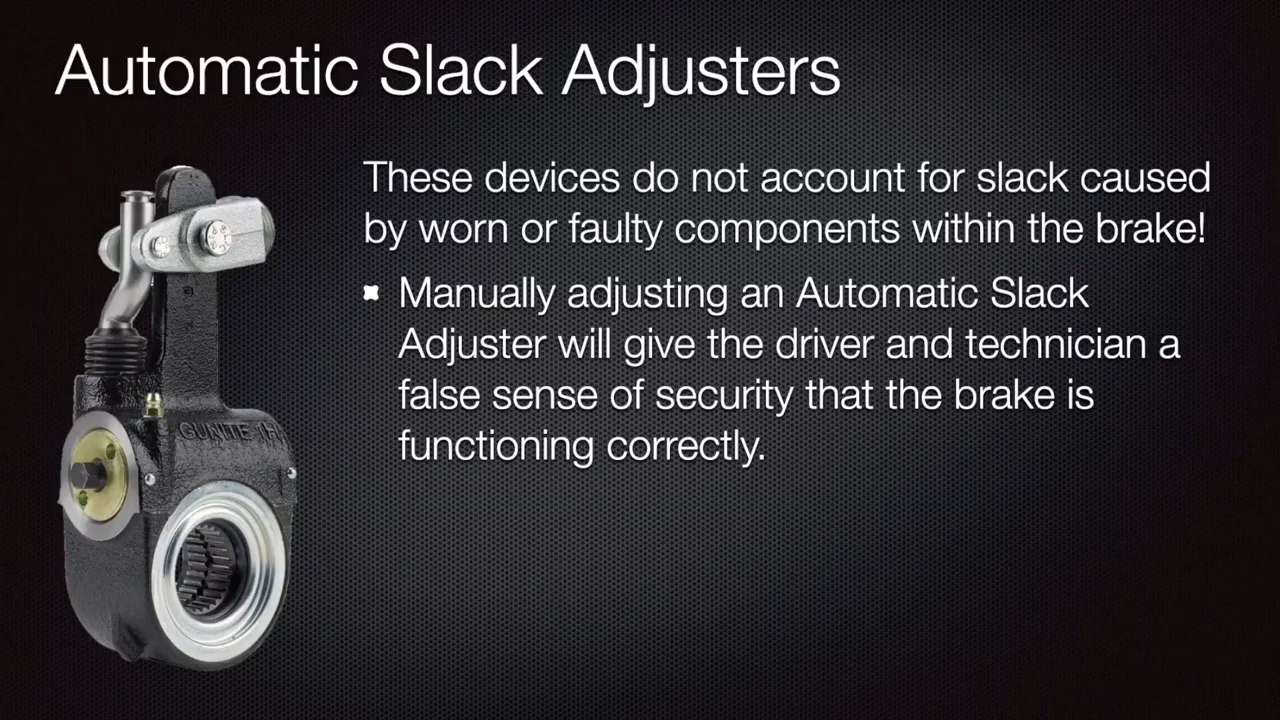 Automatic Slack Adjusters
These devices do not account for slack caused
by worn or faulty components within the brake!
Manually adjusting an Automatic Slack
Adjuster will give the driver and technician a
false sense of security that the brake is
functioning correctly.
GUNITE